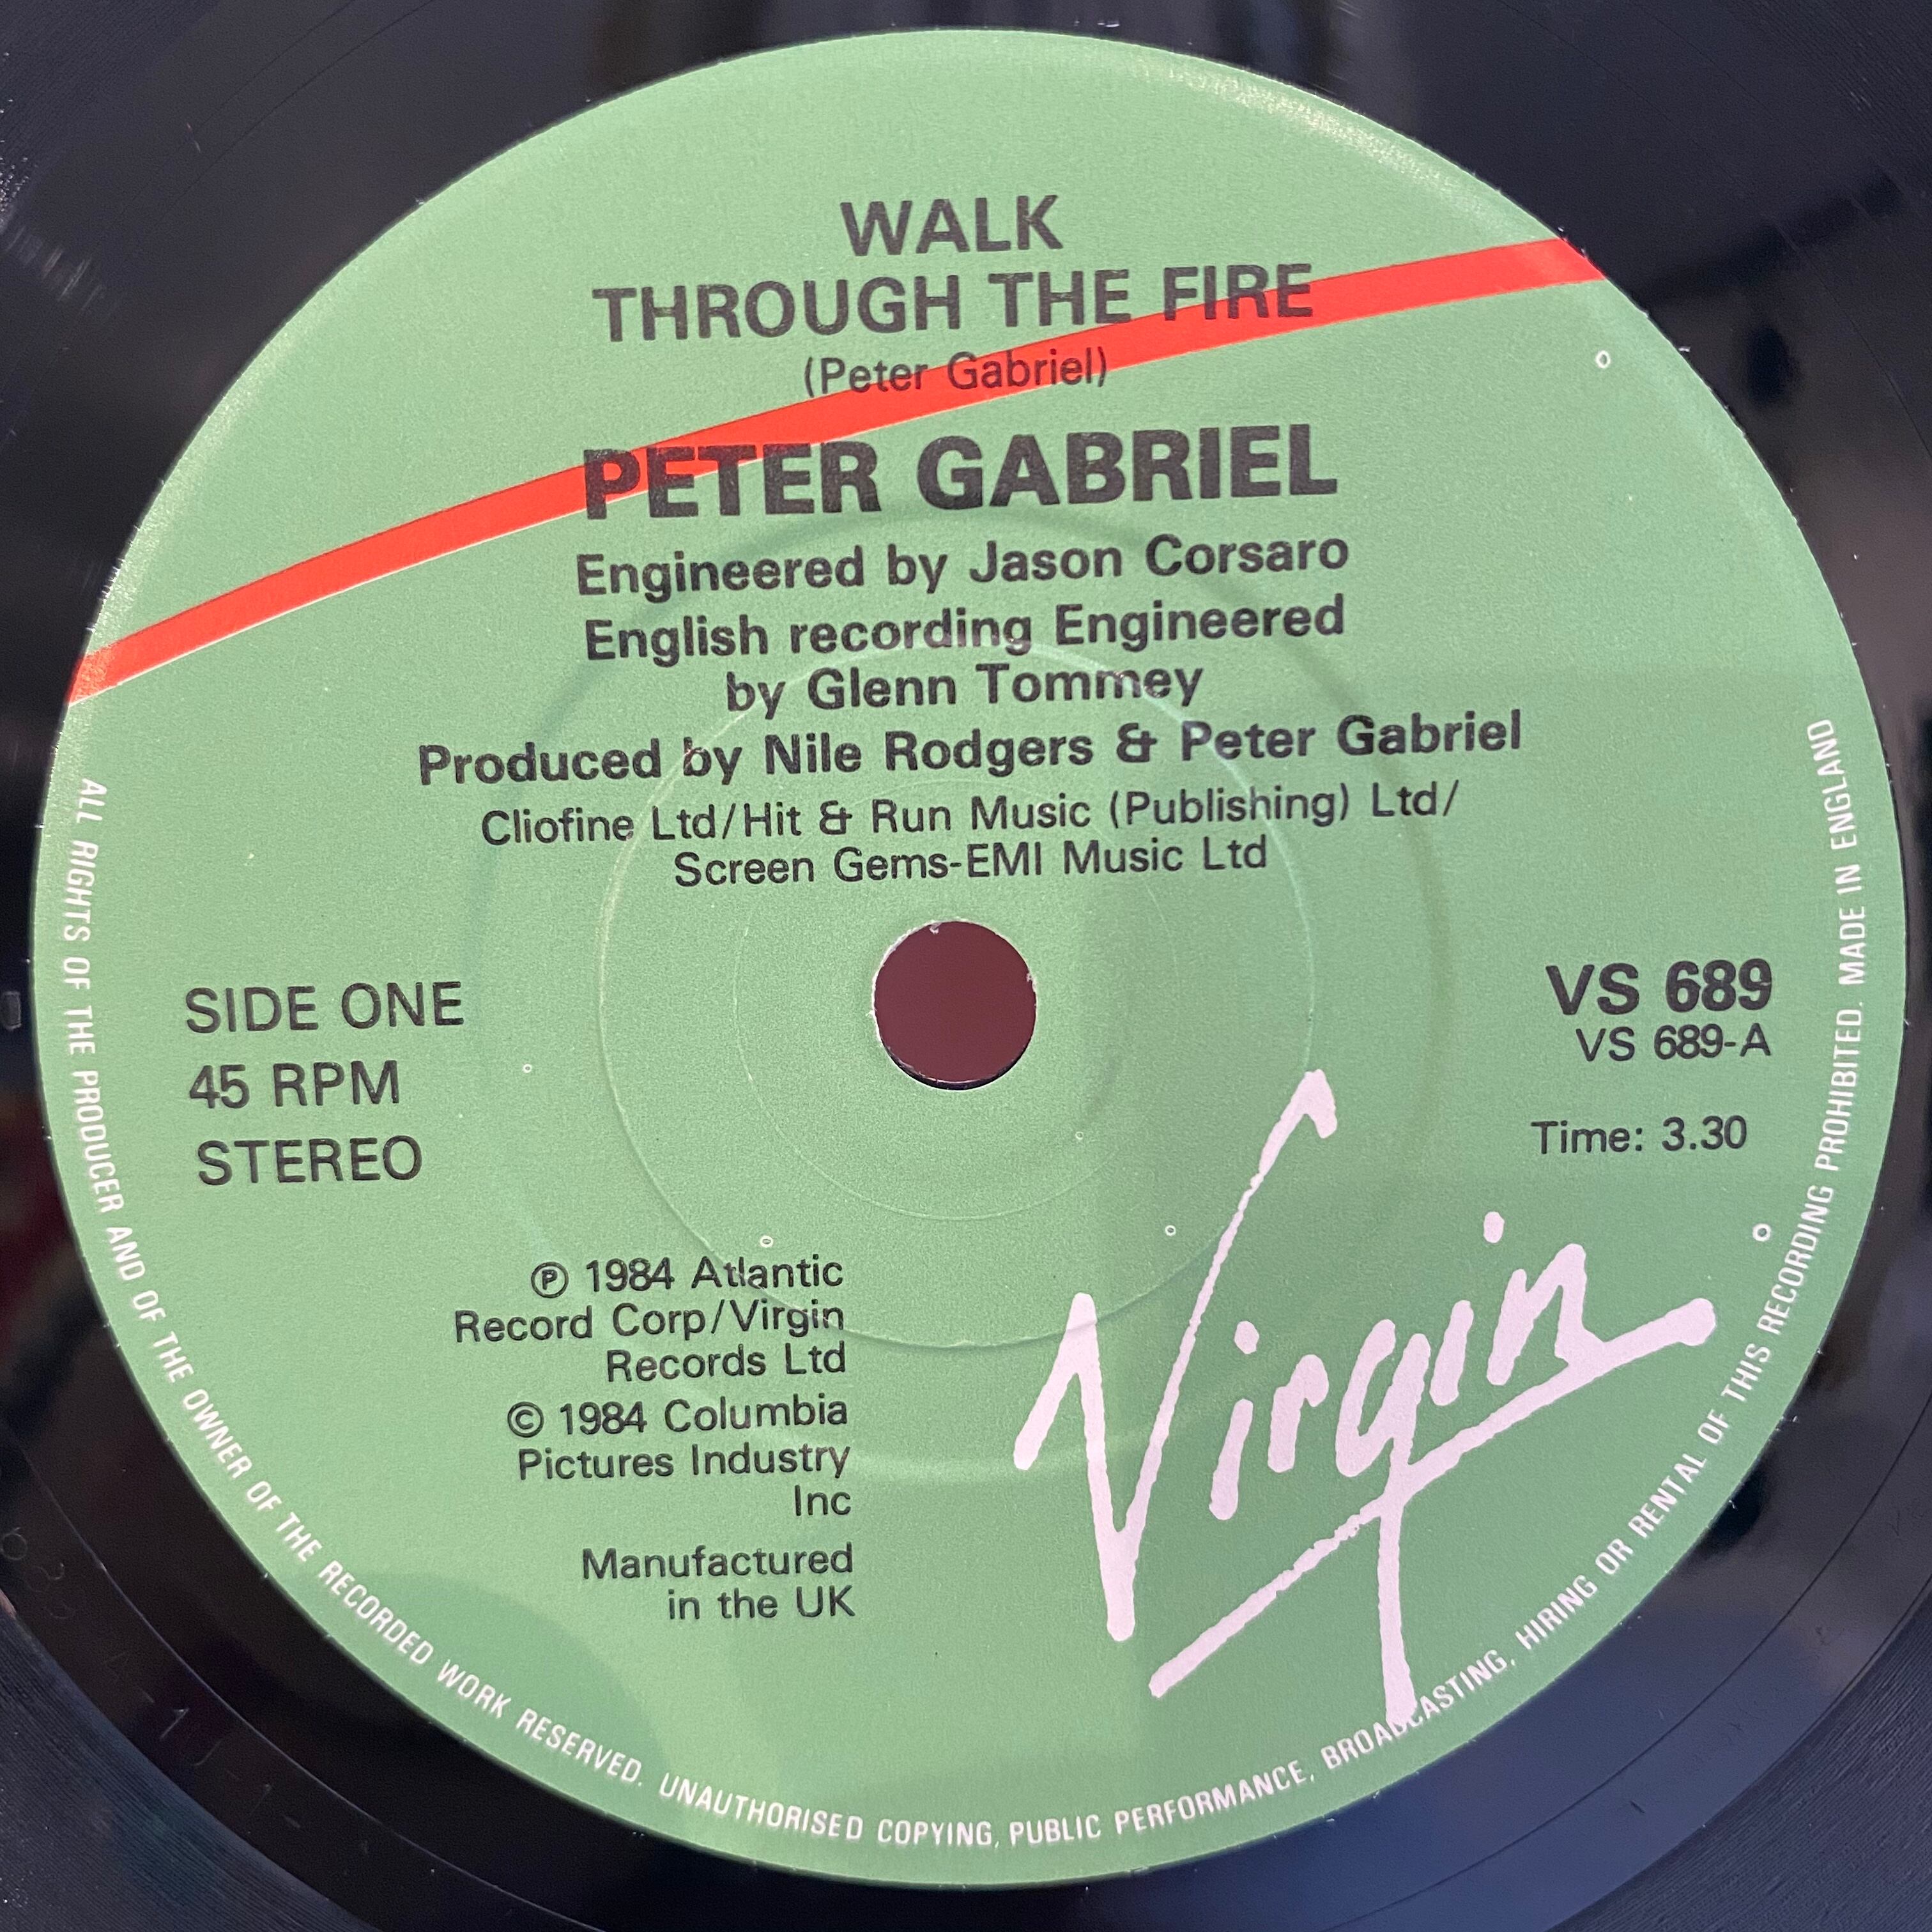 WALK
THROUGH THE FIRE
(Peter Gabriel)
PETER GABRIEL
Engineered by Jason Corsaro
English recording Engineered
by Glenn Tommey
Produced by Nile Rodgers & Peter Gabriel
Cliofine Ltd/Hit & Run Music (Publishing) Ltd/
Screen Gems-EMI Music Ltd
SIDE ONE
45 RPM
STEREO
VS 689
VS 689-A
Time: 3.30
℗ 1984 Atlantic
Record Corp/Virgin
Records Ltd
© 1984 Columbia
Pictures Industry
Inc
Manufactured
in the UK
Virgin
ALL RIGHTS OF THE PRODUCER AND OF THE OWNER OF THE RECORDED WORK RESERVED. UNAUTHORISED COPYING, PUBLIC PERFORMANCE, BROADCASTING, HIRING OR RENTAL OF THIS RECORDING PROHIBITED. MADE IN ENGLAND